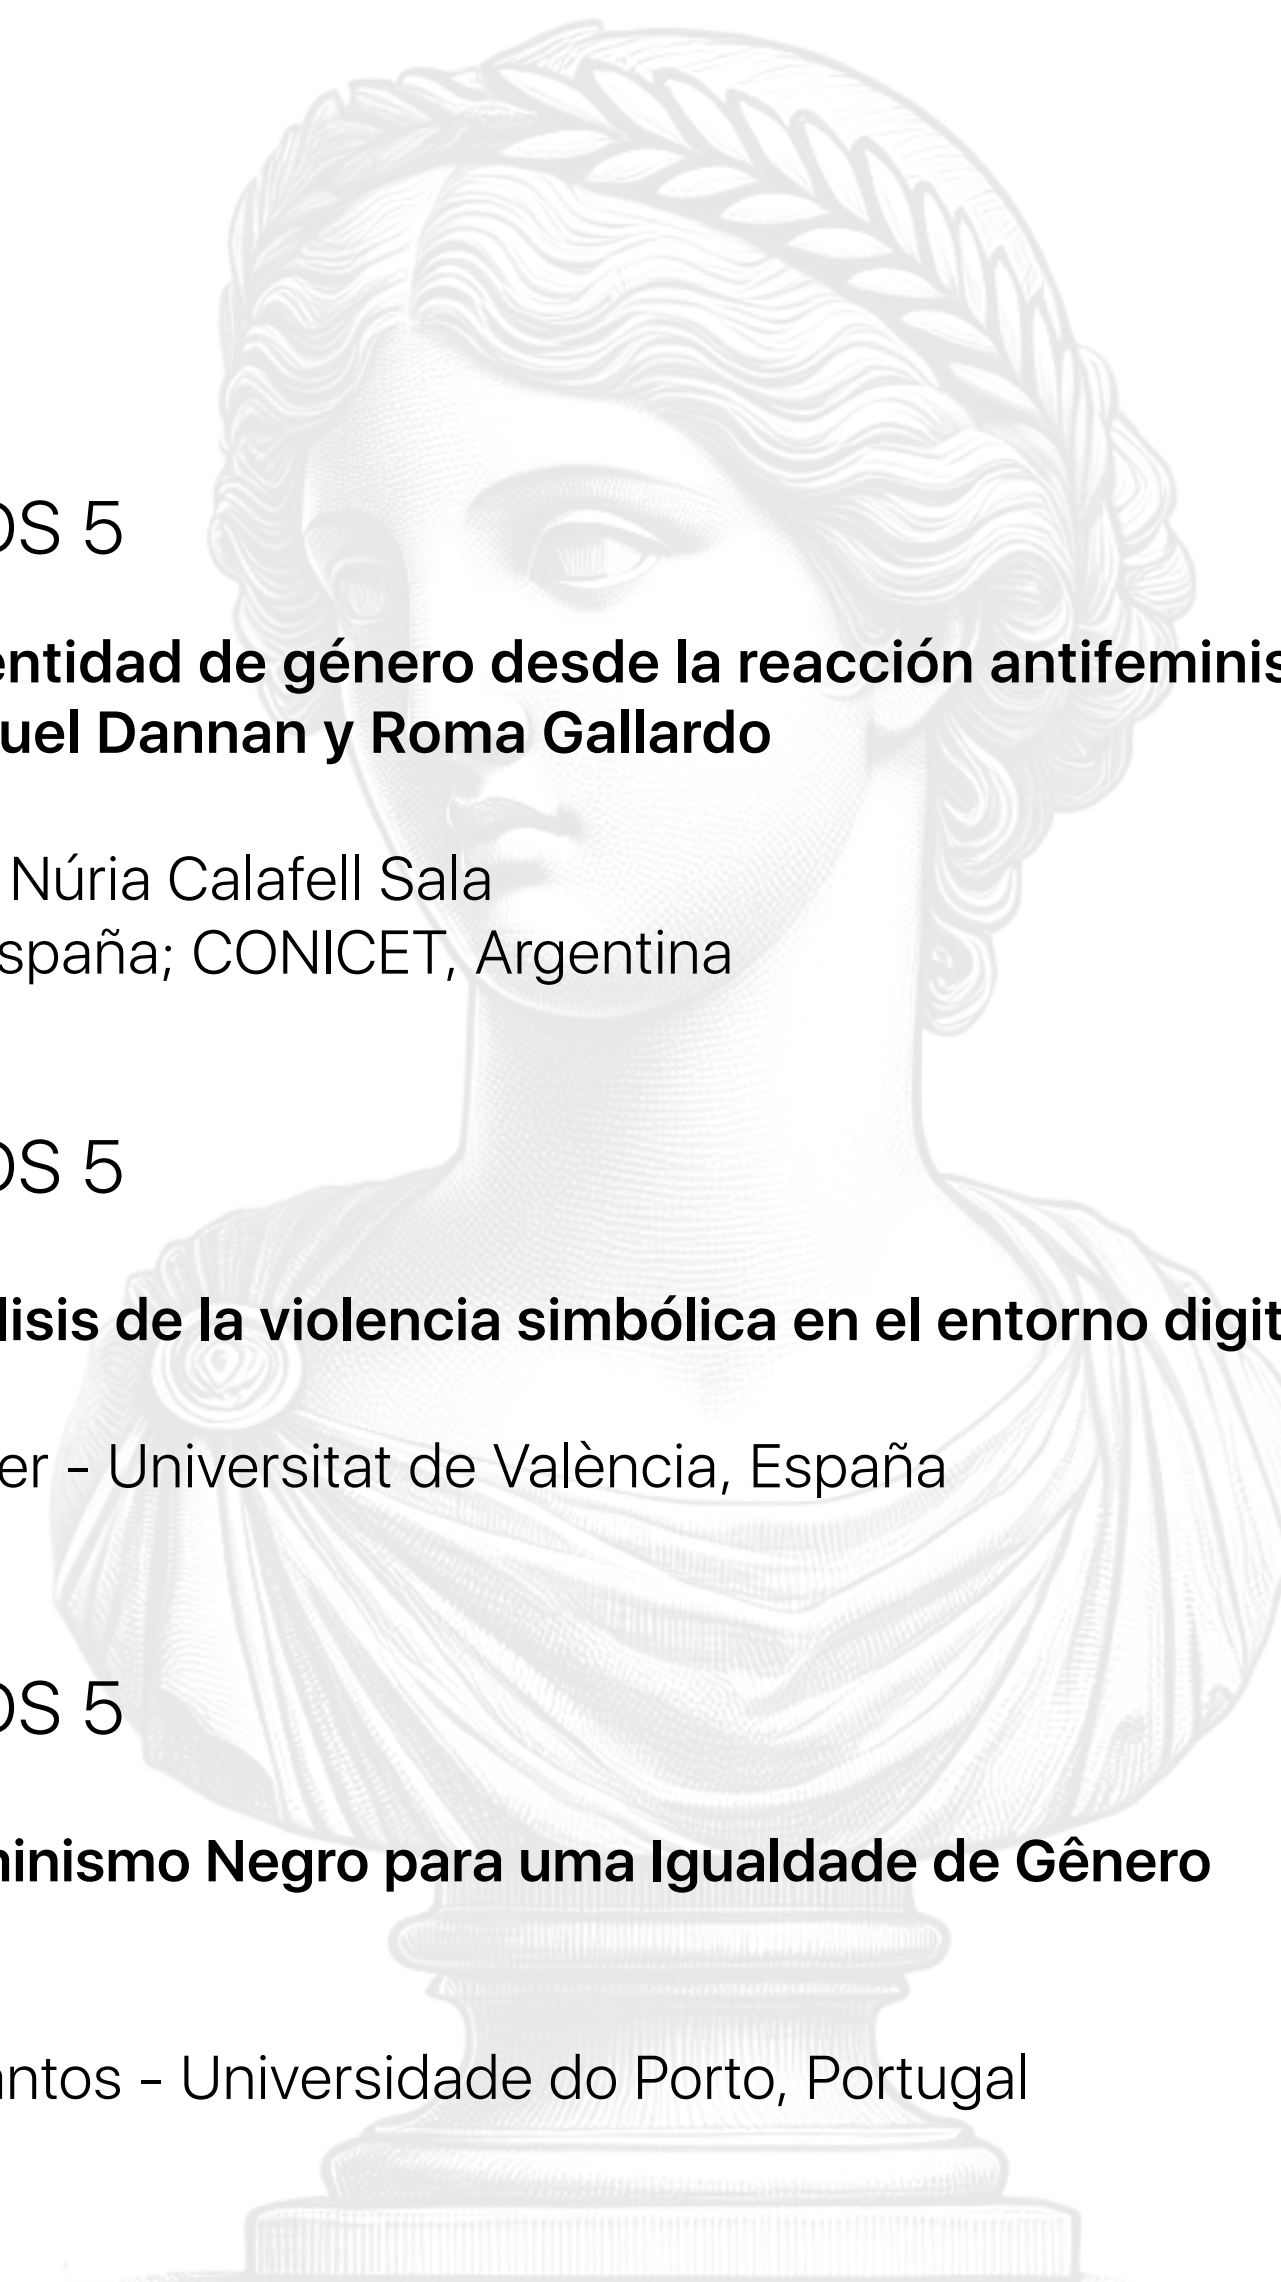 OS 5
entidad de género desde la reacción antifeminis
uel Dannan y Roma Gallardo
Núria Calafell Sala
spaña; CONICET, Argentina
OS 5
lisis de la violencia simbólica en el entorno digit
er - Universitat de València, España
OS 5
ninismo Negro para uma Igualdade de Gênero
antos - Universidade do Porto, Portugal